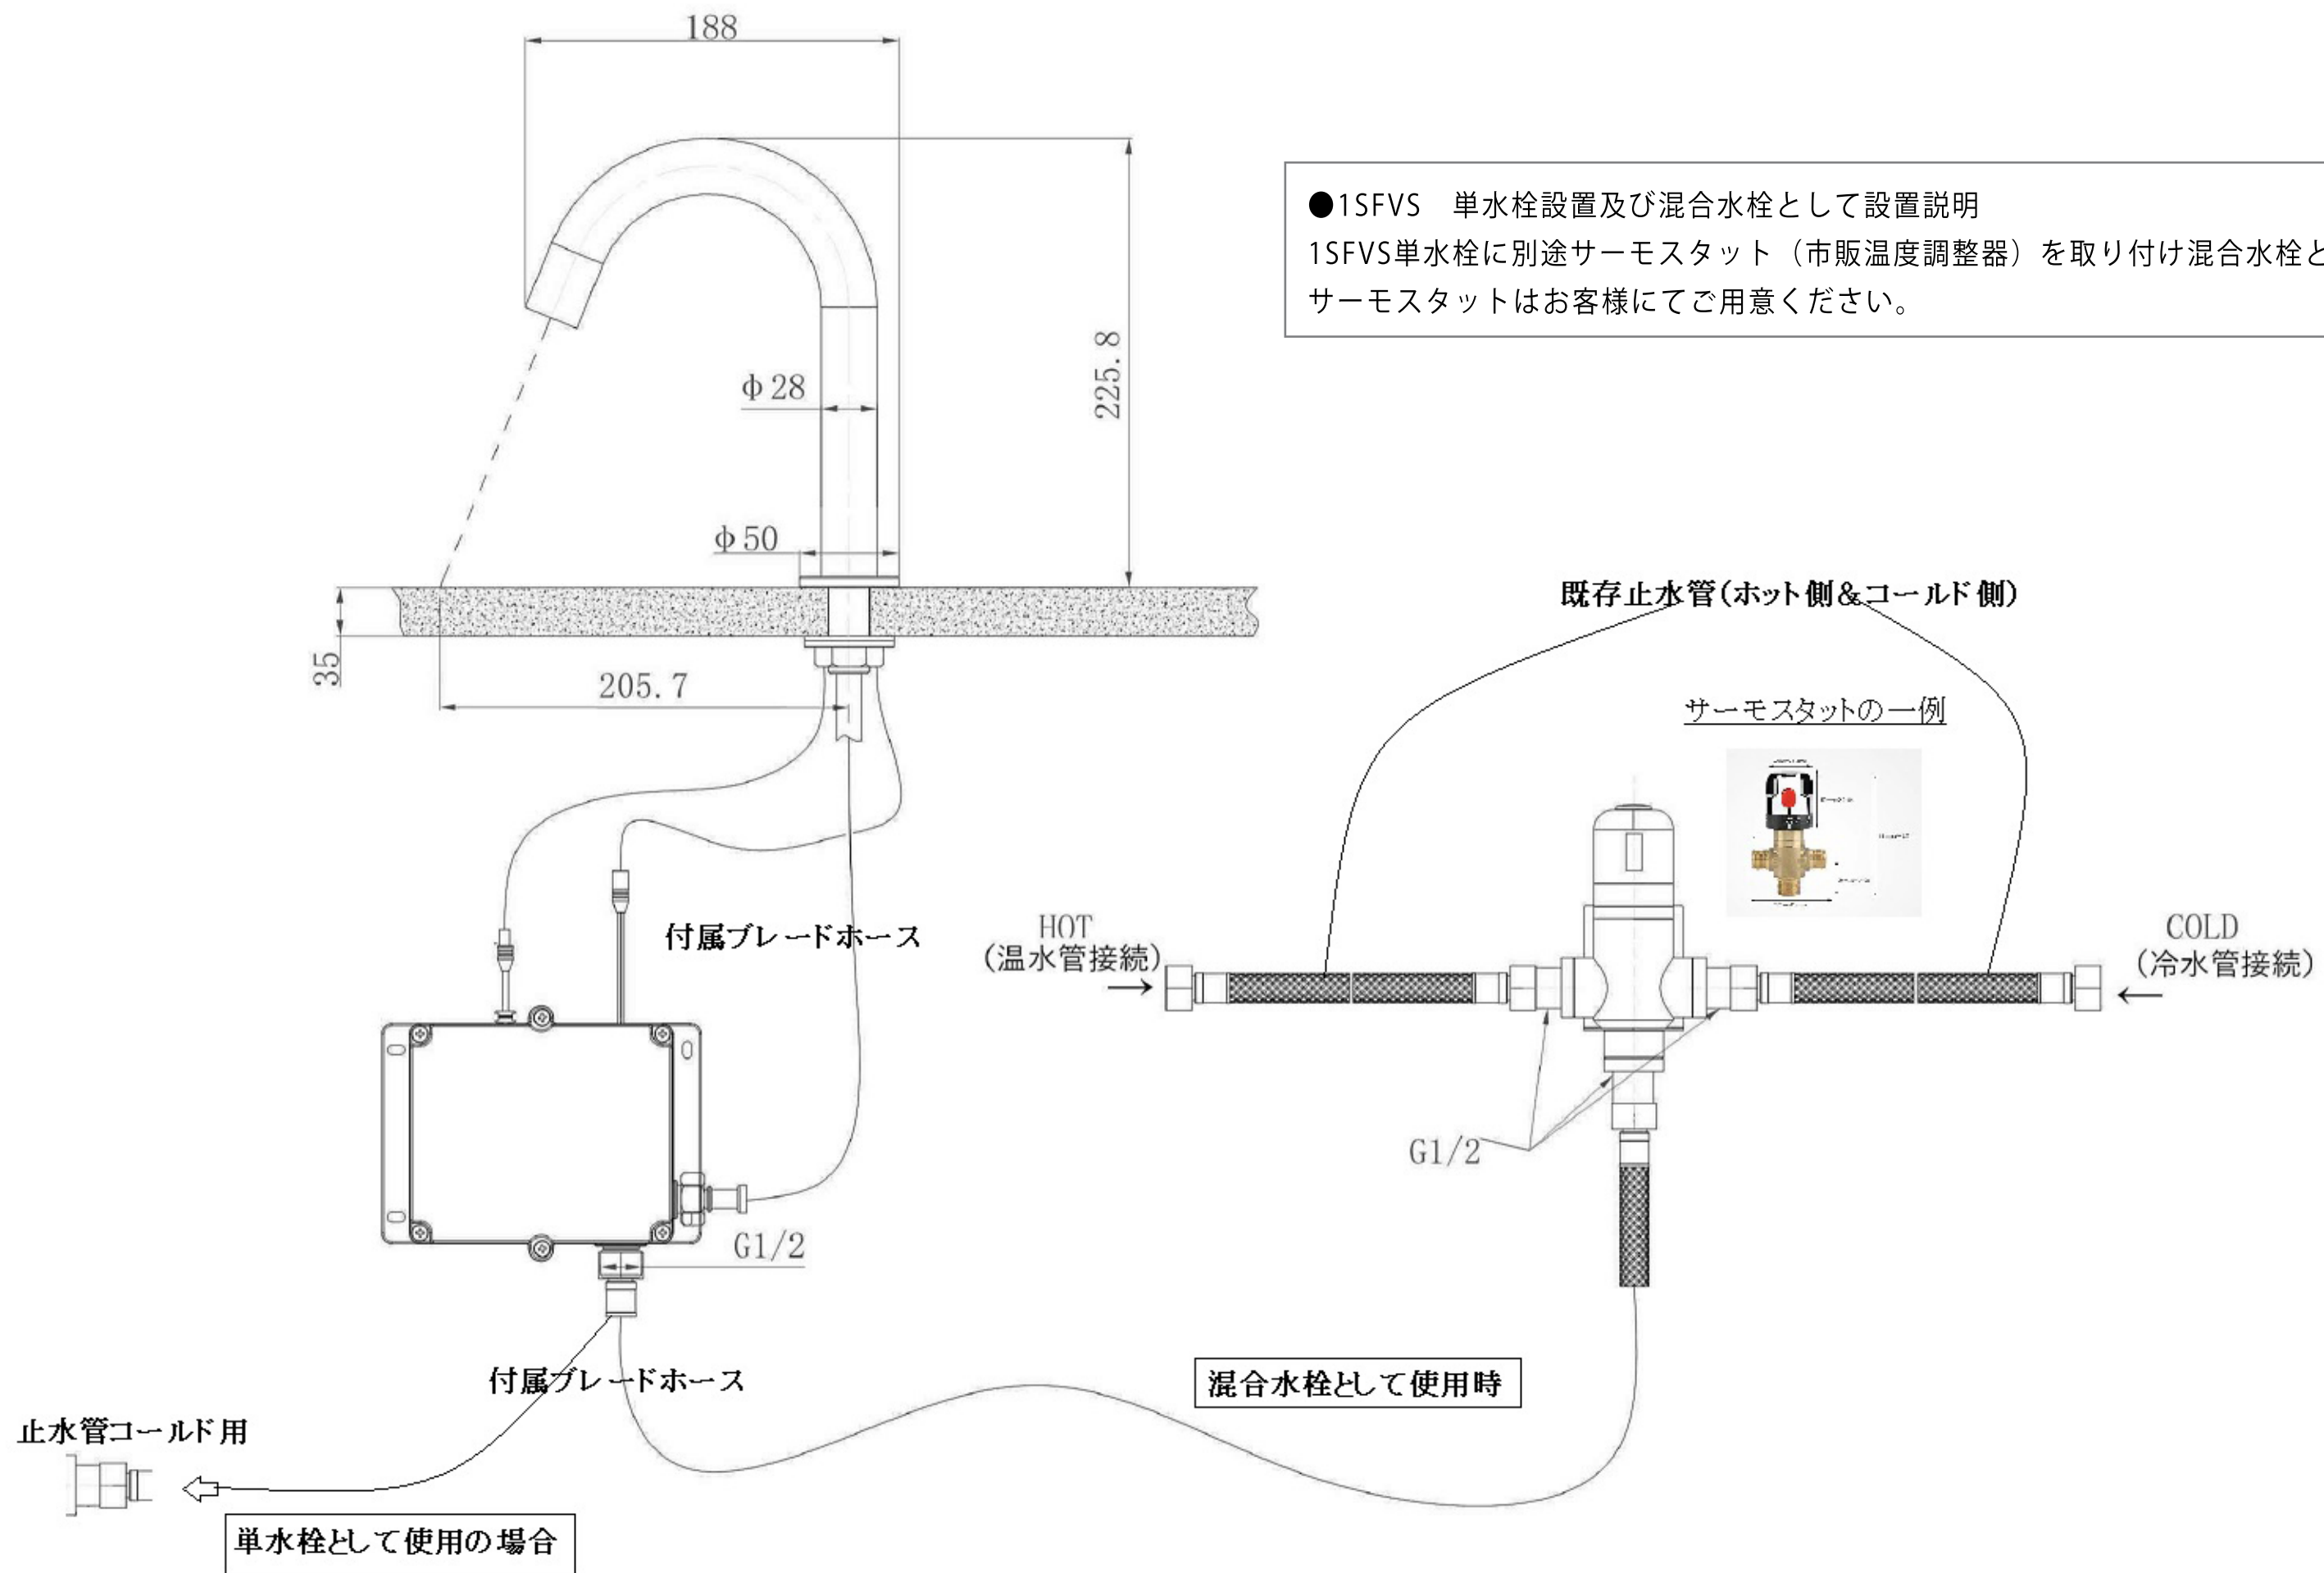 188
●1SFVS　単水栓設置及び混合水栓として設置説明
1SFVS単水栓に別途サーモスタット（市販温度調整器）を取り付け混合水栓と
サーモスタットはお客様にてご用意ください。
225.8
φ28
φ50
35
205.7
既存止水管(ホット側＆コールド側)
サーモスタットの一例
付属ブレードホース
HOT
(温水管接続)
COLD
(冷水管接続)
G1/2
G1/2
付属ブレードホース
混合水栓として使用時
止水管コールド用
単水栓として使用の場合